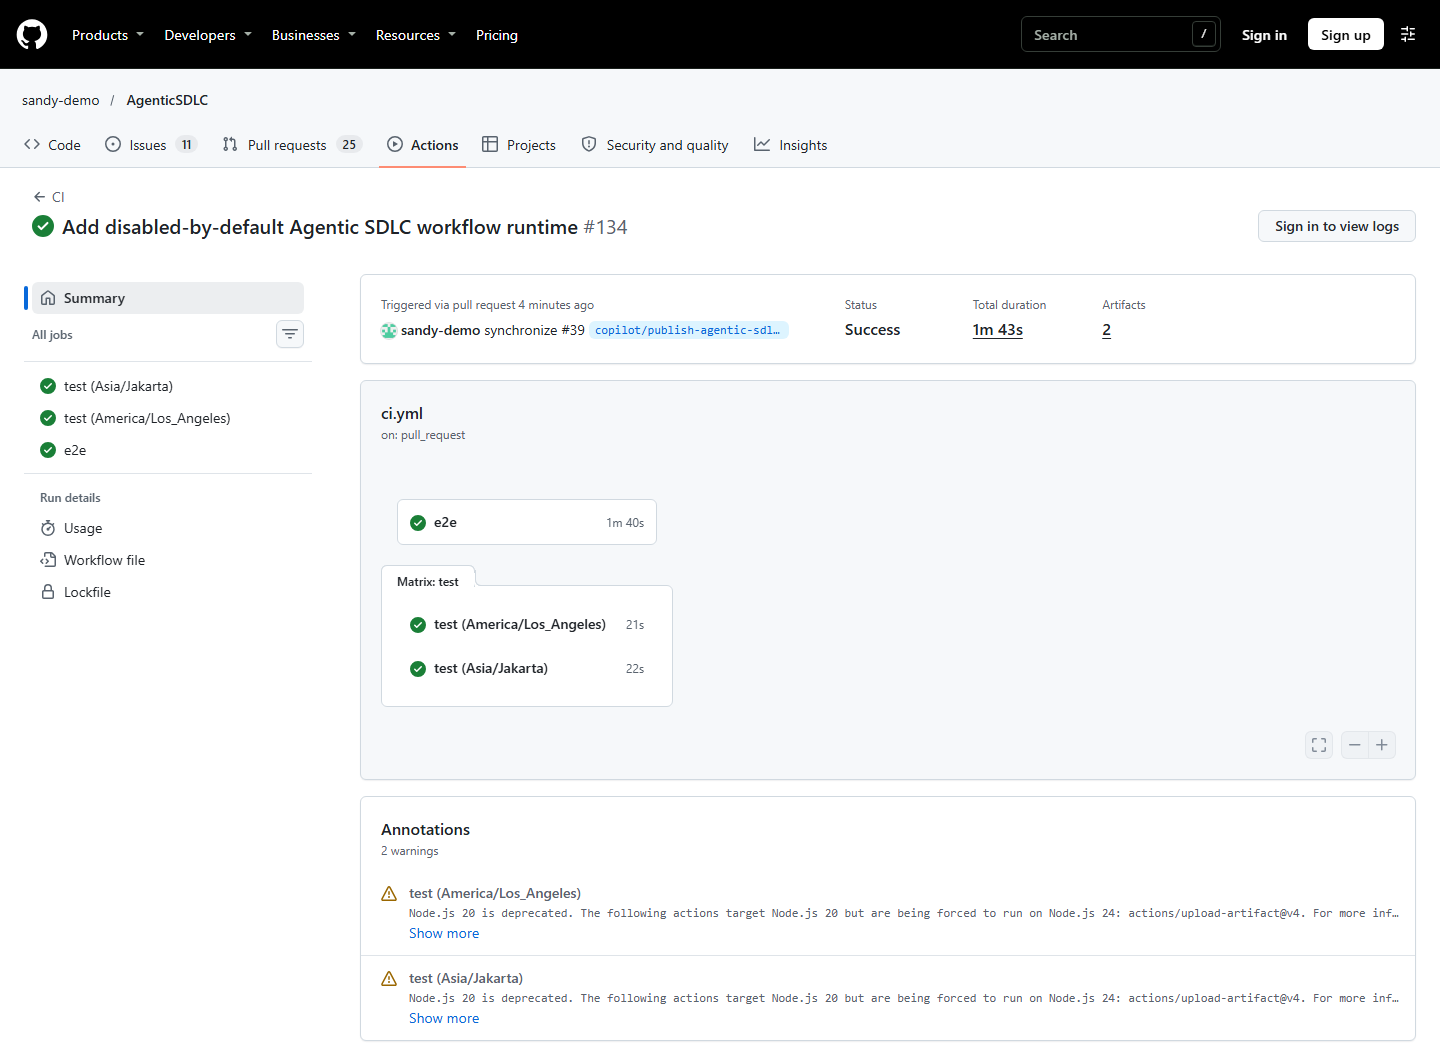 Products
Developers
Businesses
Resources
Pricing
Search
/
Sign in
Sign up
sandy-demo / AgenticSDLC
Code
Issues 11
Pull requests 25
Actions
Projects
Security and quality
Insights
CI
Add disabled-by-default Agentic SDLC workflow runtime #134
Sign in to view logs
Summary
All jobs
test (Asia/Jakarta)
test (America/Los_Angeles)
e2e
Run details
Usage
Workflow file
Lockfile
Triggered via pull request 4 minutes ago
sandy-demo synchronize #39 copilot/publish-agentic-sdl…
Status
Success
Total duration
1m 43s
Artifacts
2
ci.yml
on: pull_request
e2e 1m 40s
Matrix: test
test (America/Los_Angeles) 21s
test (Asia/Jakarta) 22s
Annotations
2 warnings
test (America/Los_Angeles)
Node.js 20 is deprecated. The following actions target Node.js 20 but are being forced to run on Node.js 24: actions/upload-artifact@v4. For more inf…
Show more
test (Asia/Jakarta)
Node.js 20 is deprecated. The following actions target Node.js 20 but are being forced to run on Node.js 24: actions/upload-artifact@v4. For more inf…
Show more